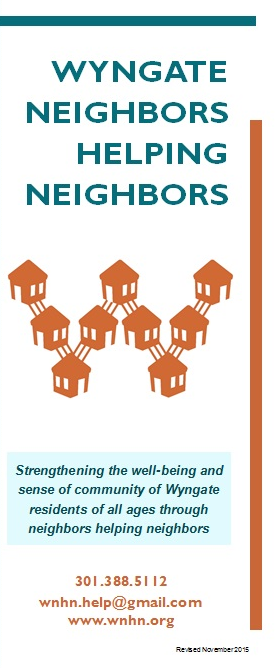 WYNGATE
NEIGHBORS
HELPING
NEIGHBORS
Strengthening the well-being and
sense of community of Wyngate
residents of all ages through
neighbors helping neighbors
301.388.5112
wnhn.help@gmail.com
www.wnhn.org
Revised November 2015